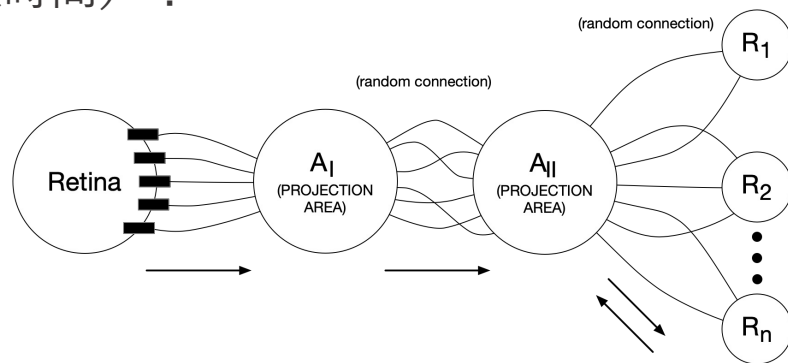 (random connection)
R1
(random connection)
Retina
AI
(PROJECTION
AREA)
AII
(PROJECTION
AREA)
R2
Rn